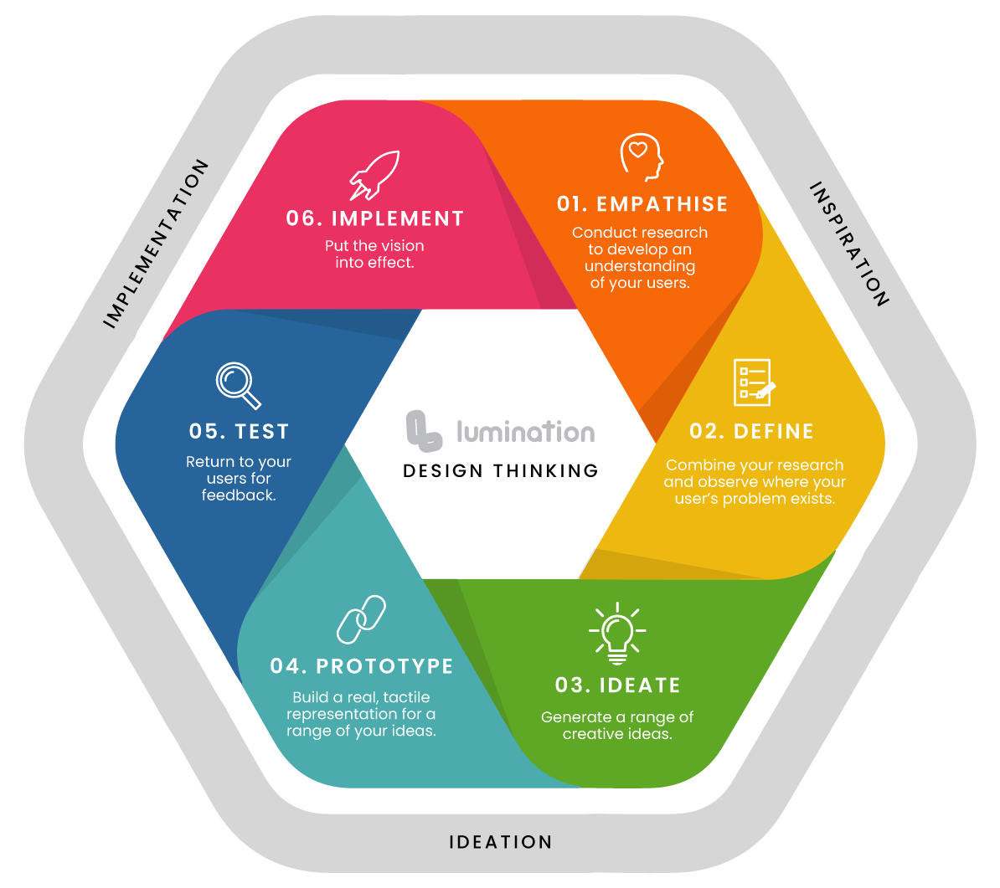 IMPLEMENTATION
INSPIRATION
IDEATION
01. EMPATHISE
Conduct research
to develop an
understanding
of your users.
02. DEFINE
Combine your research
and observe where your
user's problem exists.
03. IDEATE
Generate a range of
creative ideas.
04. PROTOTYPE
Build a real, tactile
representation for a
range of your ideas.
05. TEST
Return to your
users for
feedback.
06. IMPLEMENT
Put the vision
into effect.
lumination
DESIGN THINKING